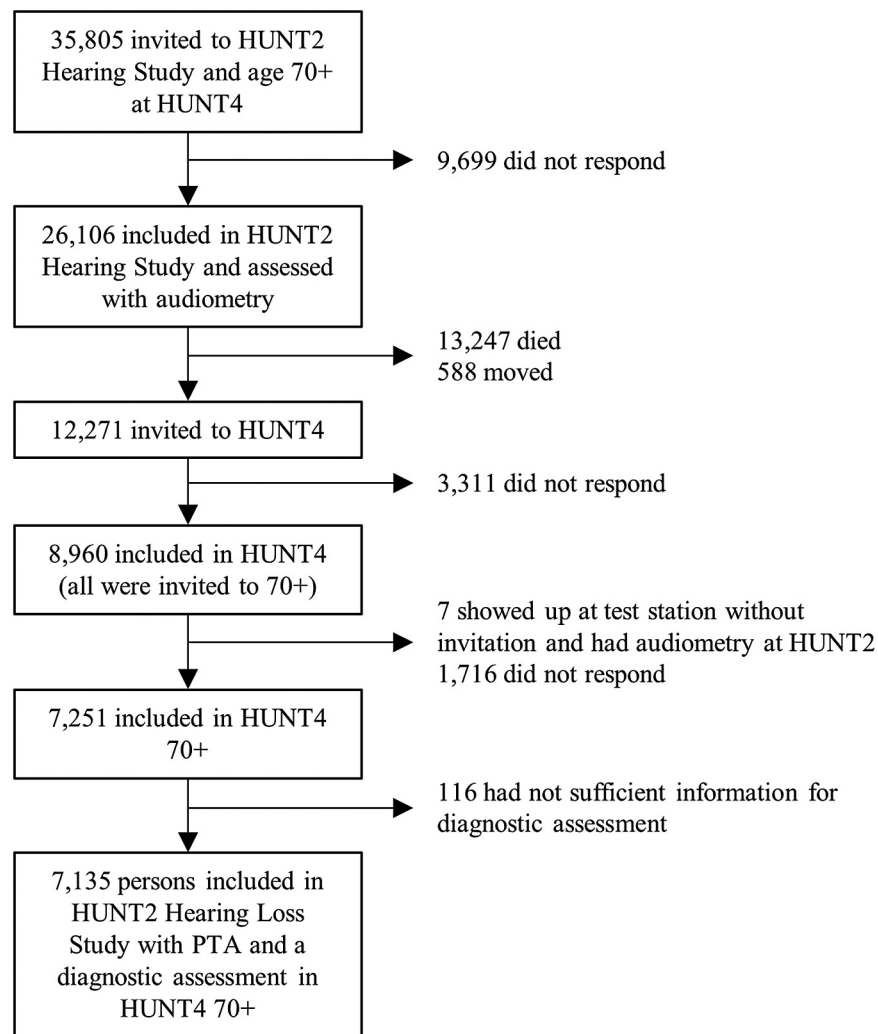 35,805 invited to HUNT2
Hearing Study and age 70+
at HUNT4
9,699 did not respond
26,106 included in HUNT2
Hearing Study and assessed
with audiometry
13,247 died
588 moved
12,271 invited to HUNT4
3,311 did not respond
8,960 included in HUNT4
(all were invited to 70+)
7 showed up at test station without
invitation and had audiometry at HUNT2
1,716 did not respond
7,251 included in HUNT4
70+
116 had not sufficient information for
diagnostic assessment
7,135 persons included in
HUNT2 Hearing Loss
Study with PTA and a
diagnostic assessment in
HUNT4 70+